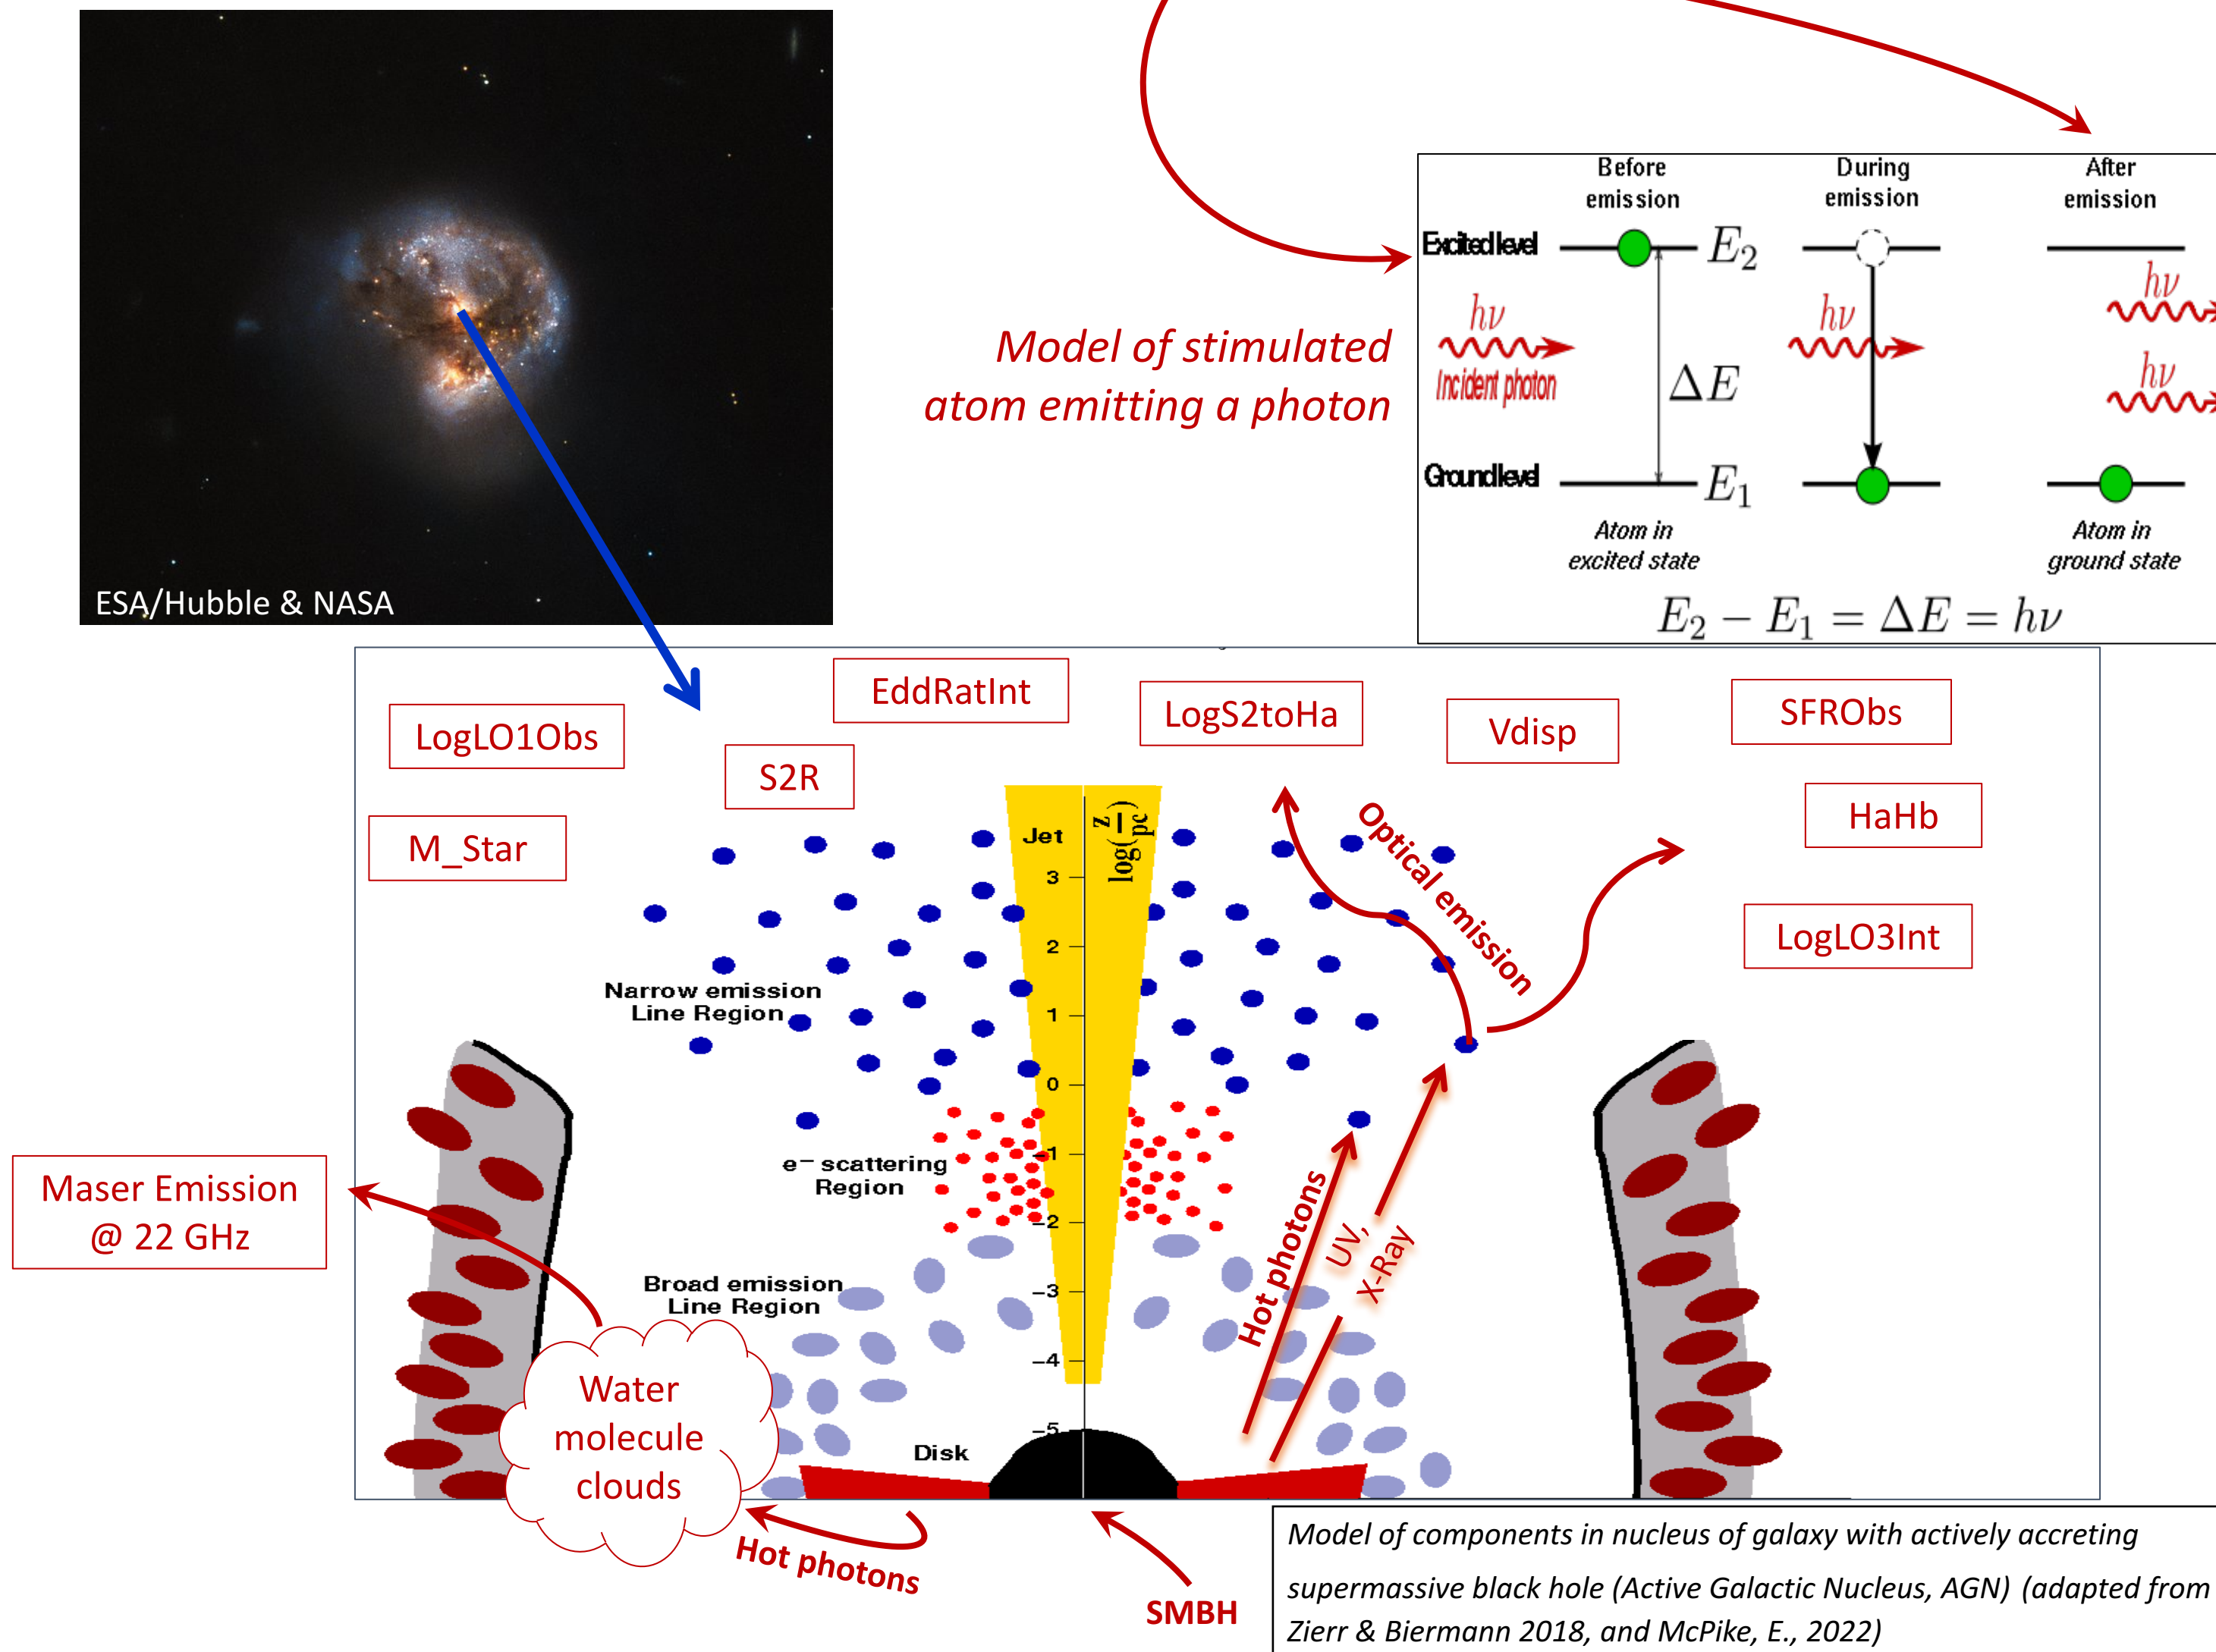 ESA/Hubble & NASA
Model of stimulated
atom emitting a photon
Before
emission
During
emission
After
emission
Excited level
E2
hν
Incident photon
ΔE
hν
hν
hν
Ground level
E1
Atom in
excited state
Atom in
ground state
E2 − E1 = ΔE = hν
EddRatInt
LogS2toHa
SFRObs
LogLO1Obs
Vdisp
S2R
HaHb
M_Star
LogLO3Int
Jet
log(z/pc)
3
2
1
0
−1
−2
−3
−4
−5
Optical emission
Narrow emission
Line Region
e− scattering
Region
Maser Emission
@ 22 GHz
Hot photons
UV,
X-Ray
Broad emission
Line Region
Water
molecule
clouds
Disk
Hot photons
SMBH
Model of components in nucleus of galaxy with actively accreting
supermassive black hole (Active Galactic Nucleus, AGN) (adapted from
Zierr & Biermann 2018, and McPike, E., 2022)